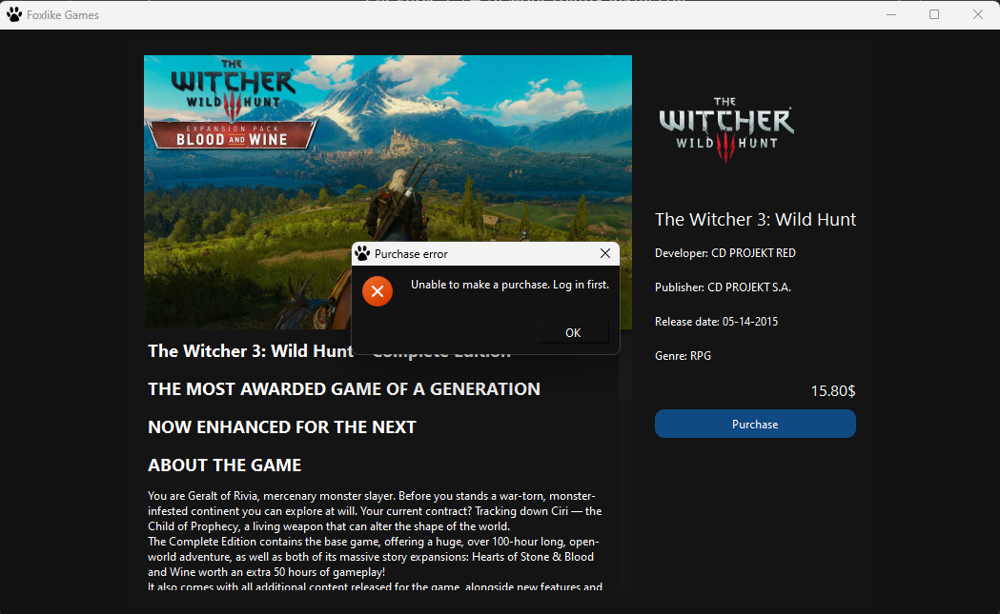 Foxlike Games
THE
WITCHER
WILD HUNT
EXPANSION PACK
BLOOD AND WINE
THE
WITCHER
WILD HUNT
The Witcher 3: Wild Hunt
Developer: CD PROJEKT RED
Publisher: CD PROJEKT S.A.
Release date: 05-14-2015
Genre: RPG
15.80$
Purchase
Purchase error
Unable to make a purchase. Log in first.
OK
The Witcher 3: Wild Hunt – Complete Edition
THE MOST AWARDED GAME OF A GENERATION
NOW ENHANCED FOR THE NEXT
ABOUT THE GAME
You are Geralt of Rivia, mercenary monster slayer. Before you stands a war-torn, monster-
infested continent you can explore at will. Your current contract? Tracking down Ciri — the
Child of Prophecy, a living weapon that can alter the shape of the world.
The Complete Edition contains the base game, offering a huge, over 100-hour long, open-
world adventure, as well as both of its massive story expansions: Hearts of Stone & Blood
and Wine worth an extra 50 hours of gameplay!
It also comes with all additional content released for the game, alongside new features and